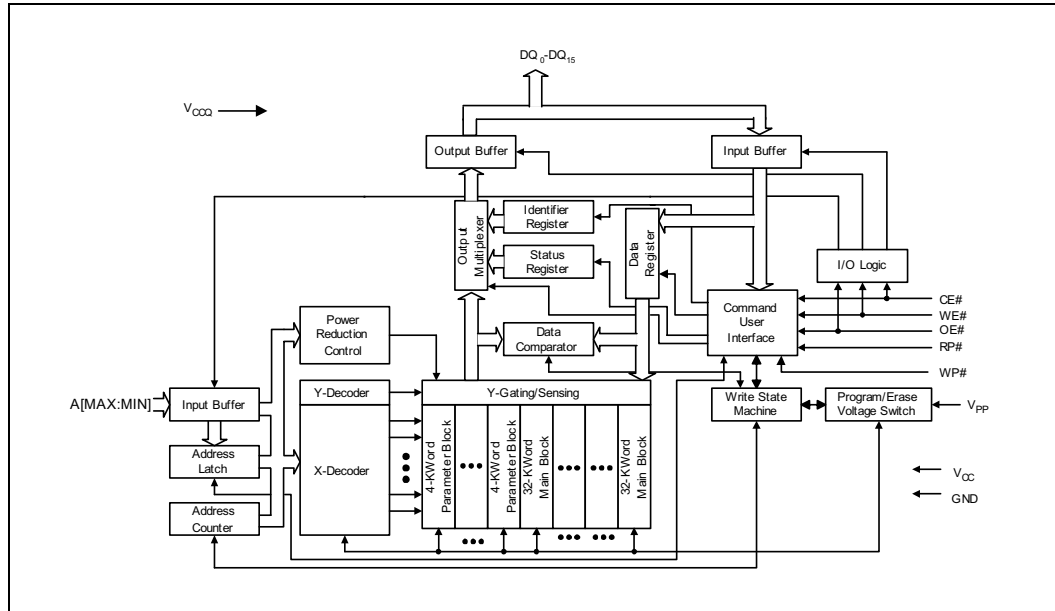 DQ0-DQ15
VCCQ
Output Buffer
Input Buffer
Output
Multiplexer
Identifier
Register
Status
Register
Data
Register
I/O Logic
Command
User
Interface
CE#
WE#
OE#
RP#
WP#
Power
Reduction
Control
Data
Comparator
A[MAX:MIN]
Input Buffer
Y-Decoder
Y-Gating/Sensing
Write State
Machine
Program/Erase
Voltage Switch
VPP
Address
Latch
X-Decoder
4-KWord
Parameter Block
4-KWord
Parameter Block
32-KWord
Main Block
32-KWord
Main Block
VCC
GND
Address
Counter